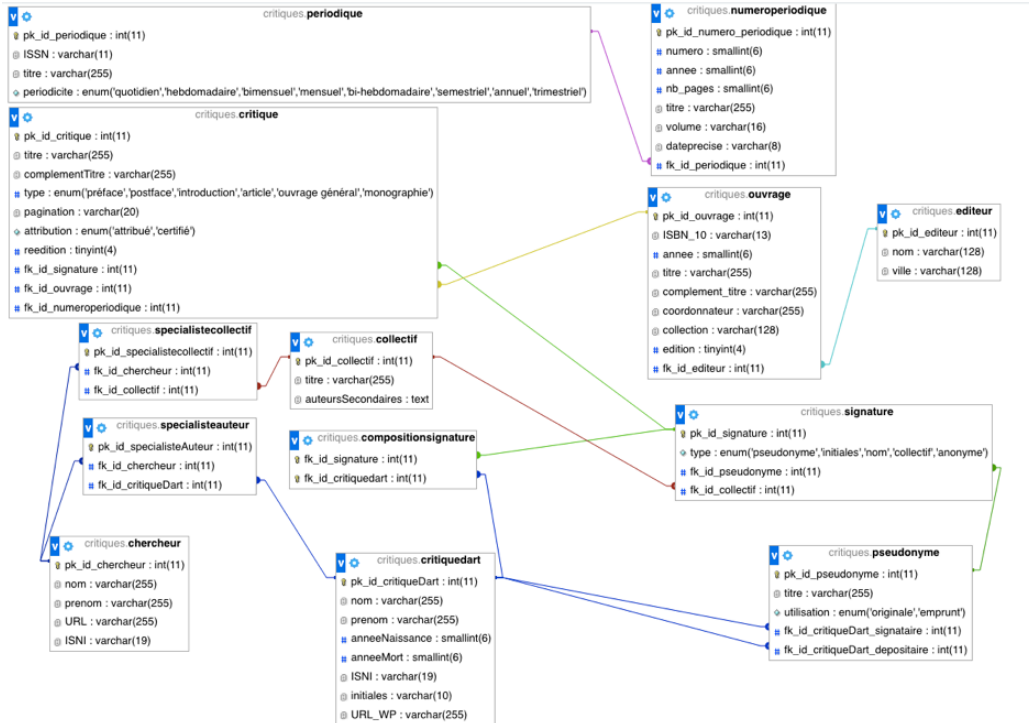 critiques.periodique
pk_id_periodique : int(11)
ISSN : varchar(11)
titre : varchar(255)
periodicite : enum('quotidien','hebdomadaire','bimensuel','mensuel','bi-hebdomadaire','semestriel','annuel','trimestriel')
critiques.numeroperiodique
pk_id_numero_periodique : int(11)
numero : smallint(6)
annee : smallint(6)
nb_pages : smallint(6)
titre : varchar(255)
volume : varchar(16)
dateprecise : varchar(8)
fk_id_periodique : int(11)
critiques.critique
pk_id_critique : int(11)
titre : varchar(255)
complementTitre : varchar(255)
type : enum('préface','postface','introduction','article','ouvrage général','monographie')
pagination : varchar(20)
attribution : enum('attribué','certifié')
reedition : tinyint(4)
fk_id_signature : int(11)
fk_id_ouvrage : int(11)
fk_id_numeroperiodique : int(11)
critiques.ouvrage
pk_id_ouvrage : int(11)
ISBN_10 : varchar(13)
annee : smallint(6)
titre : varchar(255)
complement_titre : varchar(255)
coordonnateur : varchar(255)
collection : varchar(128)
edition : tinyint(4)
fk_id_editeur : int(11)
critiques.editeur
pk_id_editeur : int(11)
nom : varchar(128)
ville : varchar(128)
critiques.specialistecollectif
pk_id_specialistecollectif : int(11)
fk_id_chercheur : int(11)
fk_id_collectif : int(11)
critiques.collectif
pk_id_collectif : int(11)
titre : varchar(255)
auteursSecondaires : text
critiques.specialisteauteur
pk_id_specialisteAuteur : int(11)
fk_id_chercheur : int(11)
fk_id_critiqueDart : int(11)
critiques.compositionsignature
fk_id_signature : int(11)
fk_id_critiquedart : int(11)
critiques.signature
pk_id_signature : int(11)
type : enum('pseudonyme','initiales','nom','collectif','anonyme')
fk_id_pseudonyme : int(11)
fk_id_collectif : int(11)
critiques.chercheur
pk_id_chercheur : int(11)
nom : varchar(255)
prenom : varchar(255)
URL : varchar(255)
ISNI : varchar(19)
critiques.critiquedart
pk_id_critiqueDart : int(11)
nom : varchar(255)
prenom : varchar(255)
anneeNaissance : smallint(6)
anneeMort : smallint(6)
ISNI : varchar(19)
initiales : varchar(10)
URL_WP : varchar(255)
critiques.pseudonyme
pk_id_pseudonyme : int(11)
titre : varchar(255)
utilisation : enum('originale','emprunt')
fk_id_critiqueDart_signataire : int(11)
fk_id_critiqueDart_depositaire : int(11)